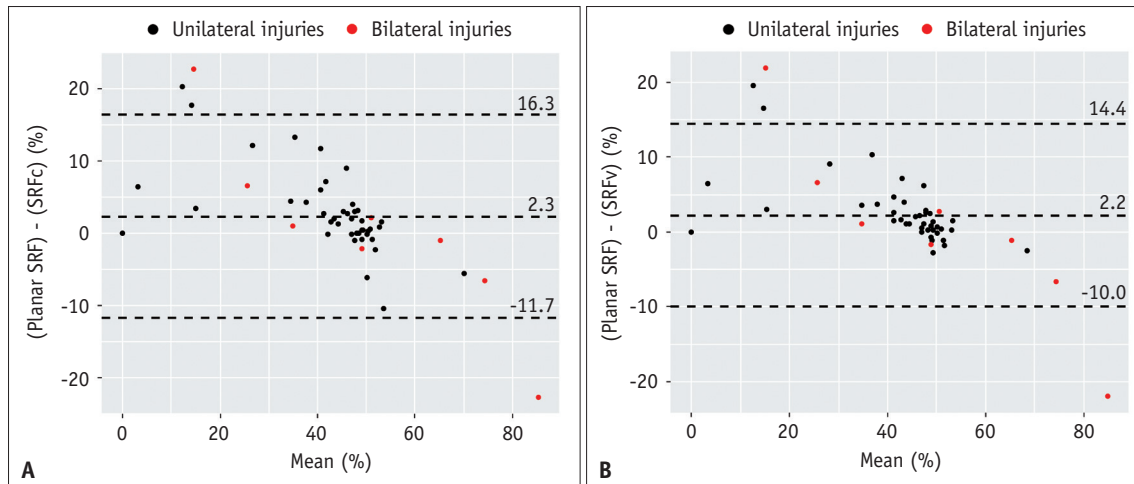 Unilateral injuries Bilateral injuries
(Planar SRF) - (SRFc) (%)
20
10
0
-10
-20
16.3
2.3
-11.7
0 20 40 60 80
Mean (%)
A
Unilateral injuries Bilateral injuries
(Planar SRF) - (SRFv) (%)
20
10
0
-10
-20
14.4
2.2
-10.0
0 20 40 60 80
Mean (%)
B